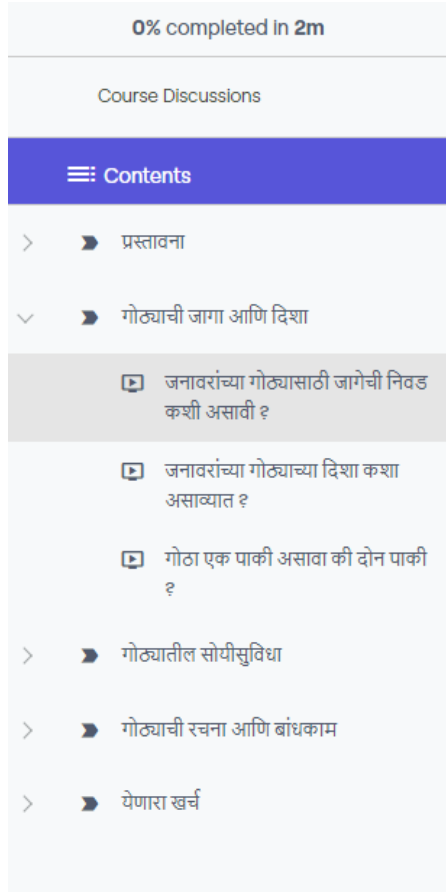 0% completed in 2m
Course Discussions
Contents
प्रस्तावना
गोठ्याची जागा आणि दिशा
जनावरांच्या गोठ्यासाठी जागेची निवड
कशी असावी ?
जनावरांच्या गोठ्याच्या दिशा कशा
असाव्यात ?
गोठा एक पाकी असावा की दोन पाकी
?
गोठ्यातील सोयीसुविधा
गोठ्याची रचना आणि बांधकाम
येणारा खर्च